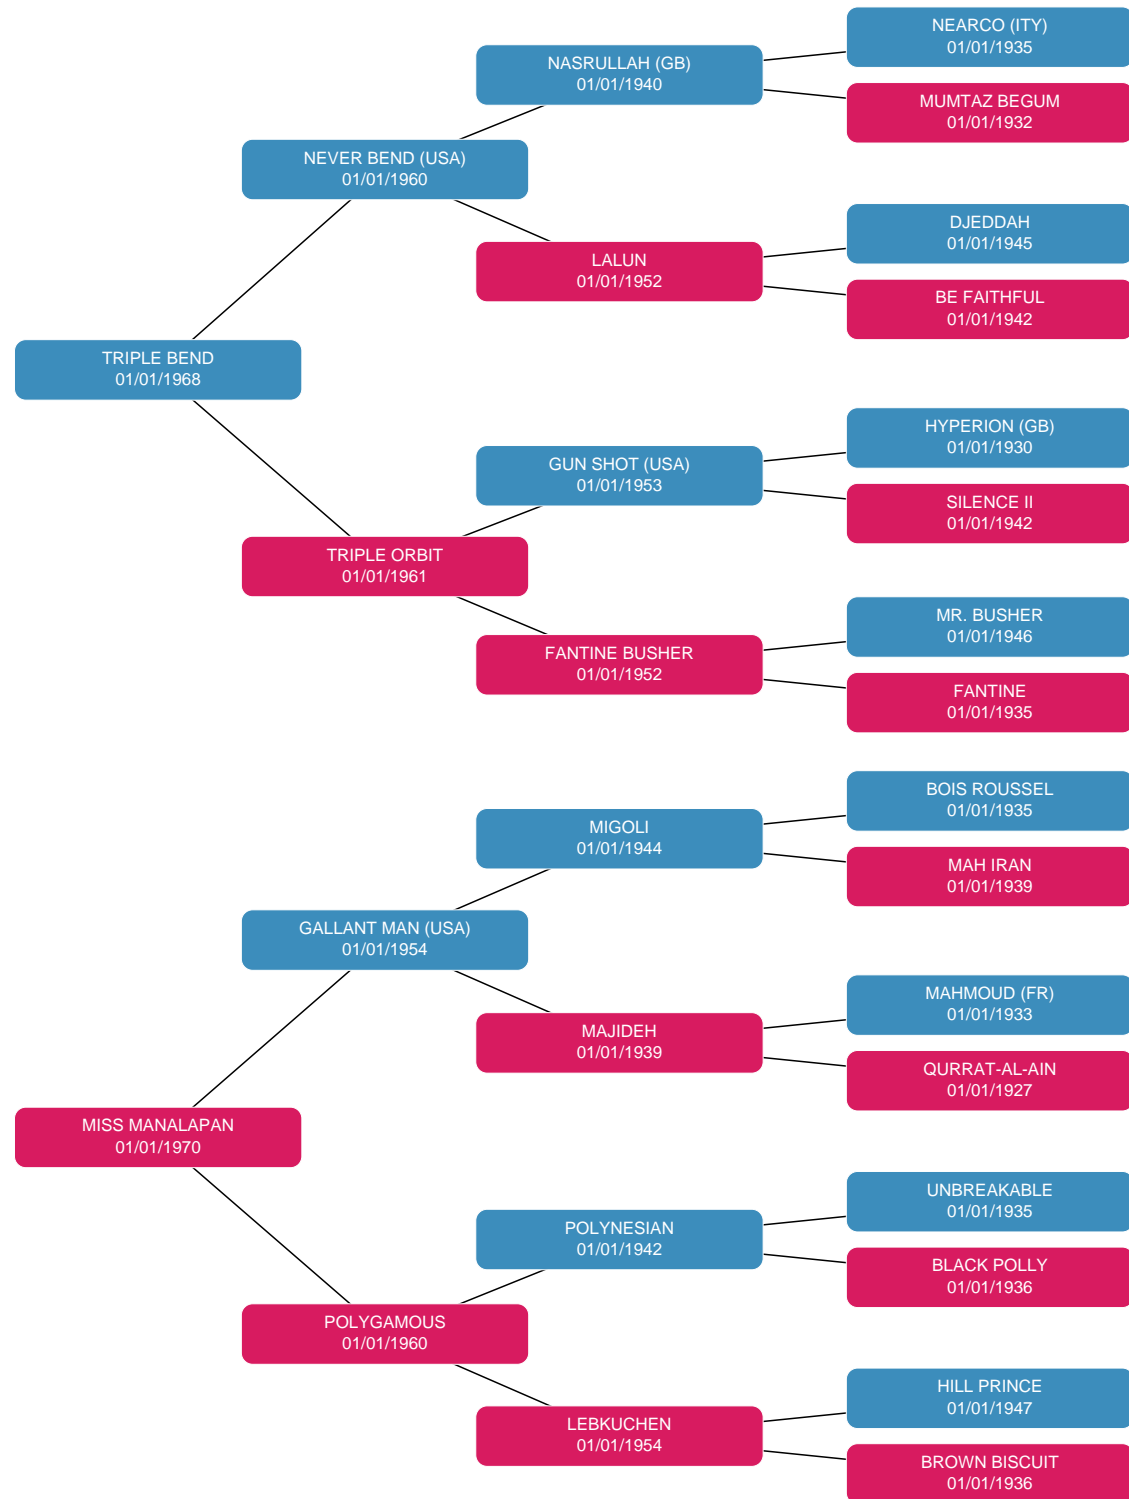 NEARCO (ITY)
01/01/1935
NASRULLAH (GB)
01/01/1940
MUMTAZ BEGUM
01/01/1932
NEVER BEND (USA)
01/01/1960
DJEDDAH
01/01/1945
LALUN
01/01/1952
BE FAITHFUL
01/01/1942
TRIPLE BEND
01/01/1968
HYPERION (GB)
01/01/1930
GUN SHOT (USA)
01/01/1953
SILENCE II
01/01/1942
TRIPLE ORBIT
01/01/1961
MR. BUSHER
01/01/1946
FANTINE BUSHER
01/01/1952
FANTINE
01/01/1935
BOIS ROUSSEL
01/01/1935
MIGOLI
01/01/1944
MAH IRAN
01/01/1939
GALLANT MAN (USA)
01/01/1954
MAHMOUD (FR)
01/01/1933
MAJIDEH
01/01/1939
QURRAT-AL-AIN
01/01/1927
MISS MANALAPAN
01/01/1970
UNBREAKABLE
01/01/1935
POLYNESIAN
01/01/1942
BLACK POLLY
01/01/1936
POLYGAMOUS
01/01/1960
HILL PRINCE
01/01/1947
LEBKUCHEN
01/01/1954
BROWN BISCUIT
01/01/1936